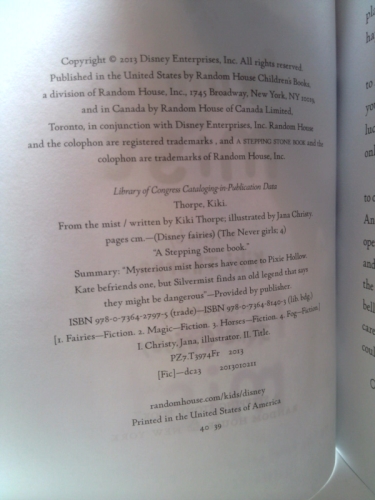 Copyright © 2013 Disney Enterprises, Inc. All rights reserved.
Published in the United States by Random House Children's Books,
a division of Random House, Inc., 1745 Broadway, New York, NY 10019,
and in Canada by Random House of Canada Limited,
Toronto, in conjunction with Disney Enterprises, Inc. Random House
and the colophon are registered trademarks , and A STEPPING STONE BOOK and the
colophon are trademarks of Random House, Inc.
Library of Congress Cataloging-in-Publication Data
Thorpe, Kiki.
From the mist / written by Kiki Thorpe; illustrated by Jana Christy.
pages cm.—(Disney fairies) (The Never girls; 4)
"A Stepping Stone book."
Summary: "Mysterious mist horses have come to Pixie Hollow
Kate befriends one, but Silvermist finds an old legend that says
they might be dangerous"—Provided by publisher
ISBN 978-0-7364-2797-5 (trade)—ISBN 978-0-7364-8140-3 (lib bdg)
[1. Fairies—Fiction. 2. Magic—Fiction. 3. Horses—Fiction. 4. Fog—Fiction]
I. Christy, Jana, illustrator. II. Title.
PZ7.T3974Fr 2013
[Fic]—dc23
randomhouse.com/kids/disney
Printed in the United States of America
40 39